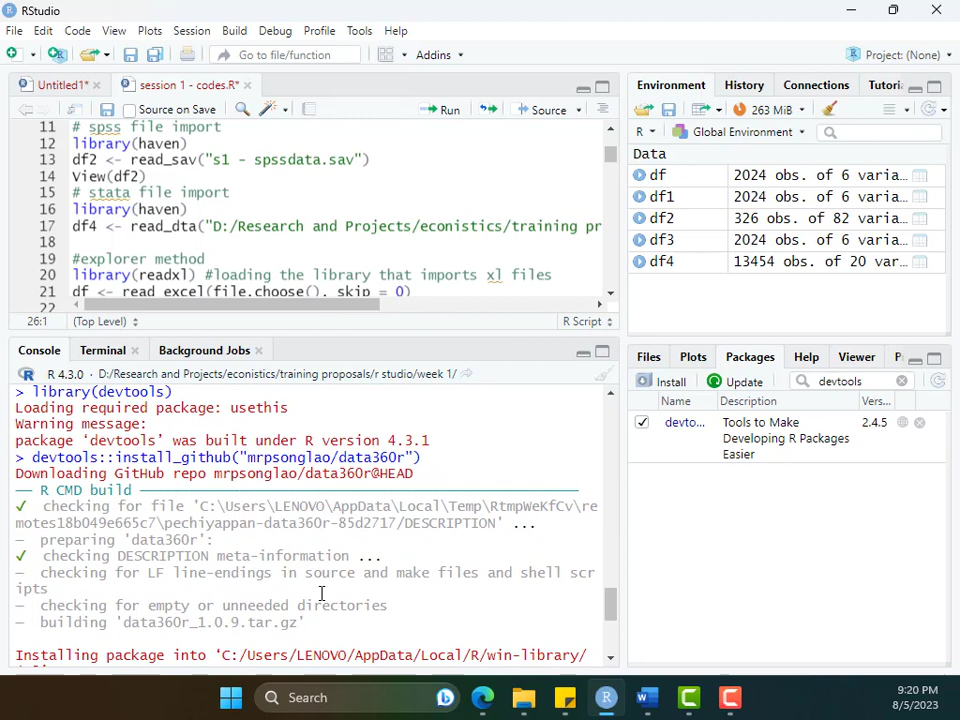 RStudio
File Edit Code View Plots Session Build Debug Profile Tools Help
Go to file/function
Addins
Project: (None)
Untitled1*
session 1 - codes.R*
Source on Save
Run
Source
11 # spss file import
12 library(haven)
13 df2 <- read_sav("s1 - spssdata.sav")
14 View(df2)
15 # stata file import
16 library(haven)
17 df4 <- read_dta("D:/Research and Projects/econistics/training pr
18
19 #explorer method
20 library(readxl) #loading the library that imports xl files
21 df <- read_excel(file.choose(), skip = 0)
22
26:1 (Top Level) R Script
Console Terminal Background Jobs
R 4.3.0 · D:/Research and Projects/econistics/training proposals/r studio/week 1/
> library(devtools)
Loading required package: usethis
Warning message:
package ‘devtools’ was built under R version 4.3.1
> devtools::install_github("mrpsonglao/data360r")
Downloading GitHub repo mrpsonglao/data360r@HEAD
── R CMD build ──
✓ checking for file 'C:\Users\LENOVO\AppData\Local\Temp\RtmpWeKfCv\re
motes18b049e665c7\pechiyappan-data360r-85d2717/DESCRIPTION' ...
─ preparing 'data360r':
✓ checking DESCRIPTION meta-information ...
─ checking for LF line-endings in source and make files and shell scr
ipts
─ checking for empty or unneeded directories
─ building 'data360r_1.0.9.tar.gz'
Installing package into ‘C:/Users/LENOVO/AppData/Local/R/win-library/
Environment History Connections Tutori
263 MiB
R Global Environment
Data
df 2024 obs. of 6 varia…
df1 2024 obs. of 6 varia…
df2 326 obs. of 82 varia…
df3 2024 obs. of 6 varia…
df4 13454 obs. of 20 var…
Files Plots Packages Help Viewer P
Install Update devtools
Name Description Vers...
devto... Tools to Make 2.4.5
Developing R Packages
Easier
Search
9:20 PM
8/5/2023